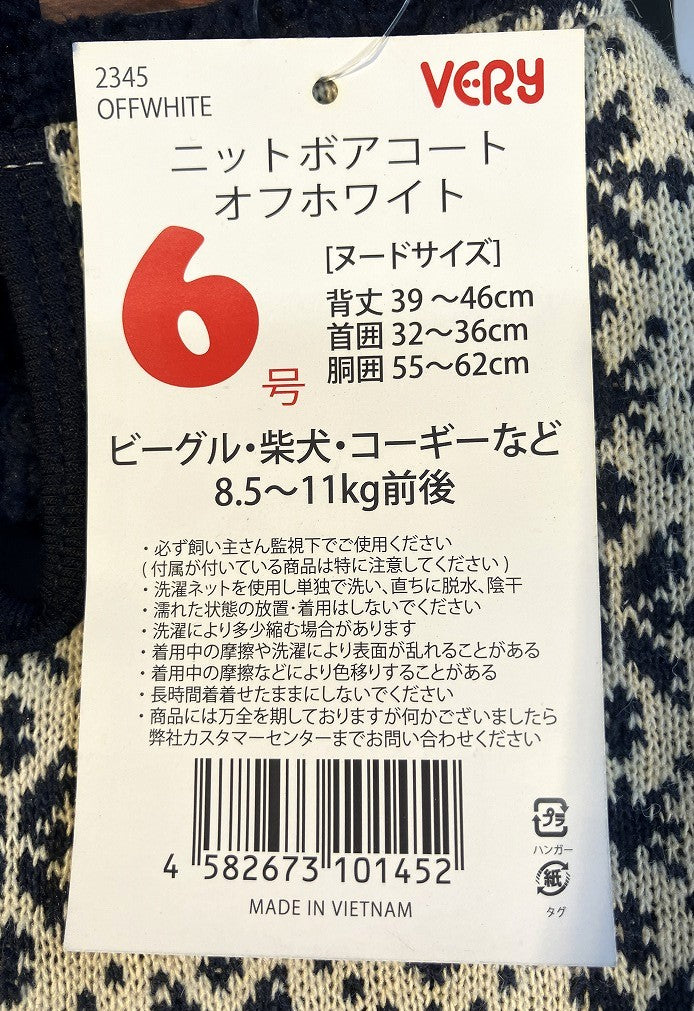 2345
OFFWHITE
VERY
ニットボアコート
オフホワイト
6号
[ヌードサイズ]
背丈 39 〜46cm
首囲 32〜36cm
胴囲 55〜62cm
ビーグル・柴犬・コーギーなど
8.5〜11kg前後
・必ず飼い主さん監視下でご使用ください
( 付属が付いている商品は特に注意してください )
・洗濯ネットを使用し単独で洗い、直ちに脱水、陰干
・濡れた状態の放置・着用はしないでください
・洗濯により多少縮む場合があります
・着用中の摩擦や洗濯により表面が乱れることがある
・着用中の摩擦などにより色移りすることがある
・長時間着着せたままにしないでください
・商品には万全を期しておりますが何かございましたら
弊社カスタマーセンターまでお問い合わせください
4 582673 101452
MADE IN VIETNAM
プラ
ハンガー
紙
タグ